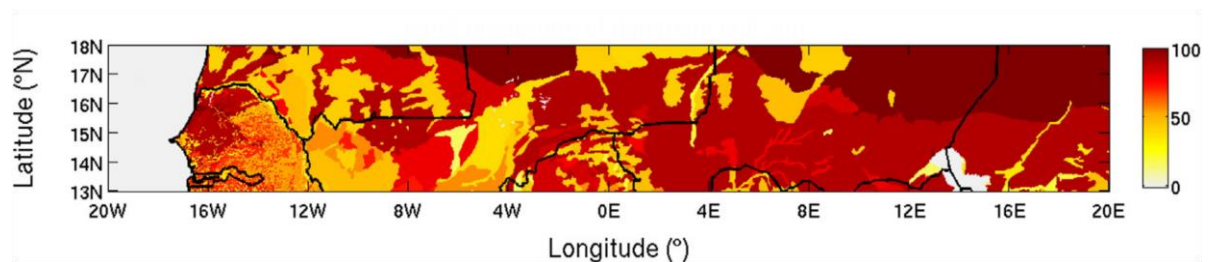 Latitude (°N)
18N
17N
16N
15N
14N
13N
20W 16W 12W 8W 4W 0E 4E 8E 12E 16E 20E
Longitude (°)
100
50
0